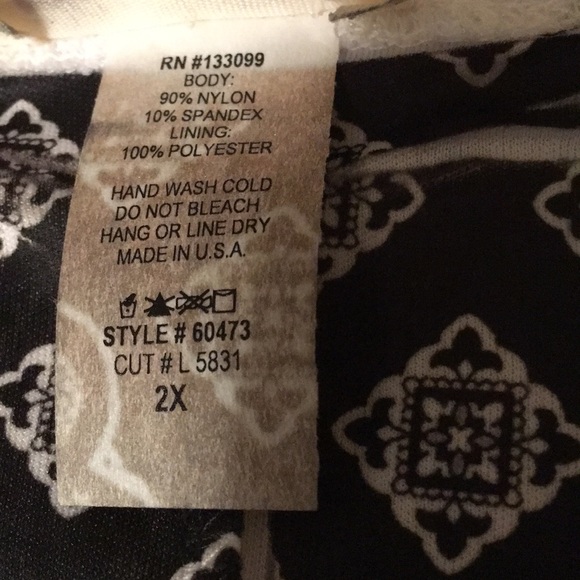 RN #133099
BODY:
90% NYLON
10% SPANDEX
LINING:
100% POLYESTER
HAND WASH COLD
DO NOT BLEACH
HANG OR LINE DRY
MADE IN U.S.A.
STYLE # 60473
CUT # L 5831
2X